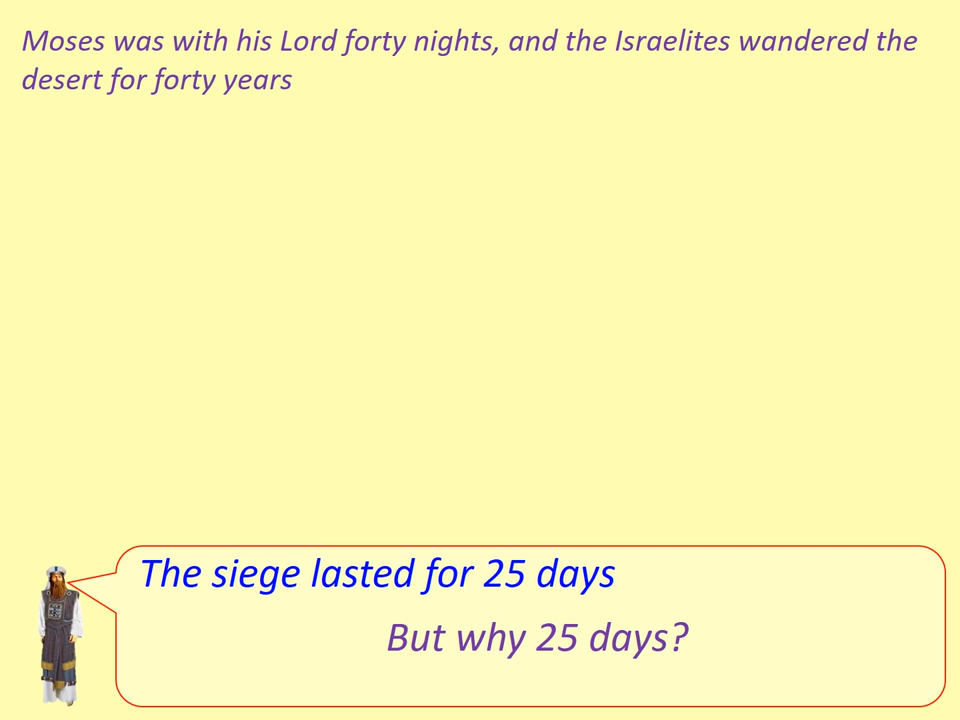 Moses was with his Lord forty nights, and the Israelites wandered the
desert for forty years
The siege lasted for 25 days
But why 25 days?